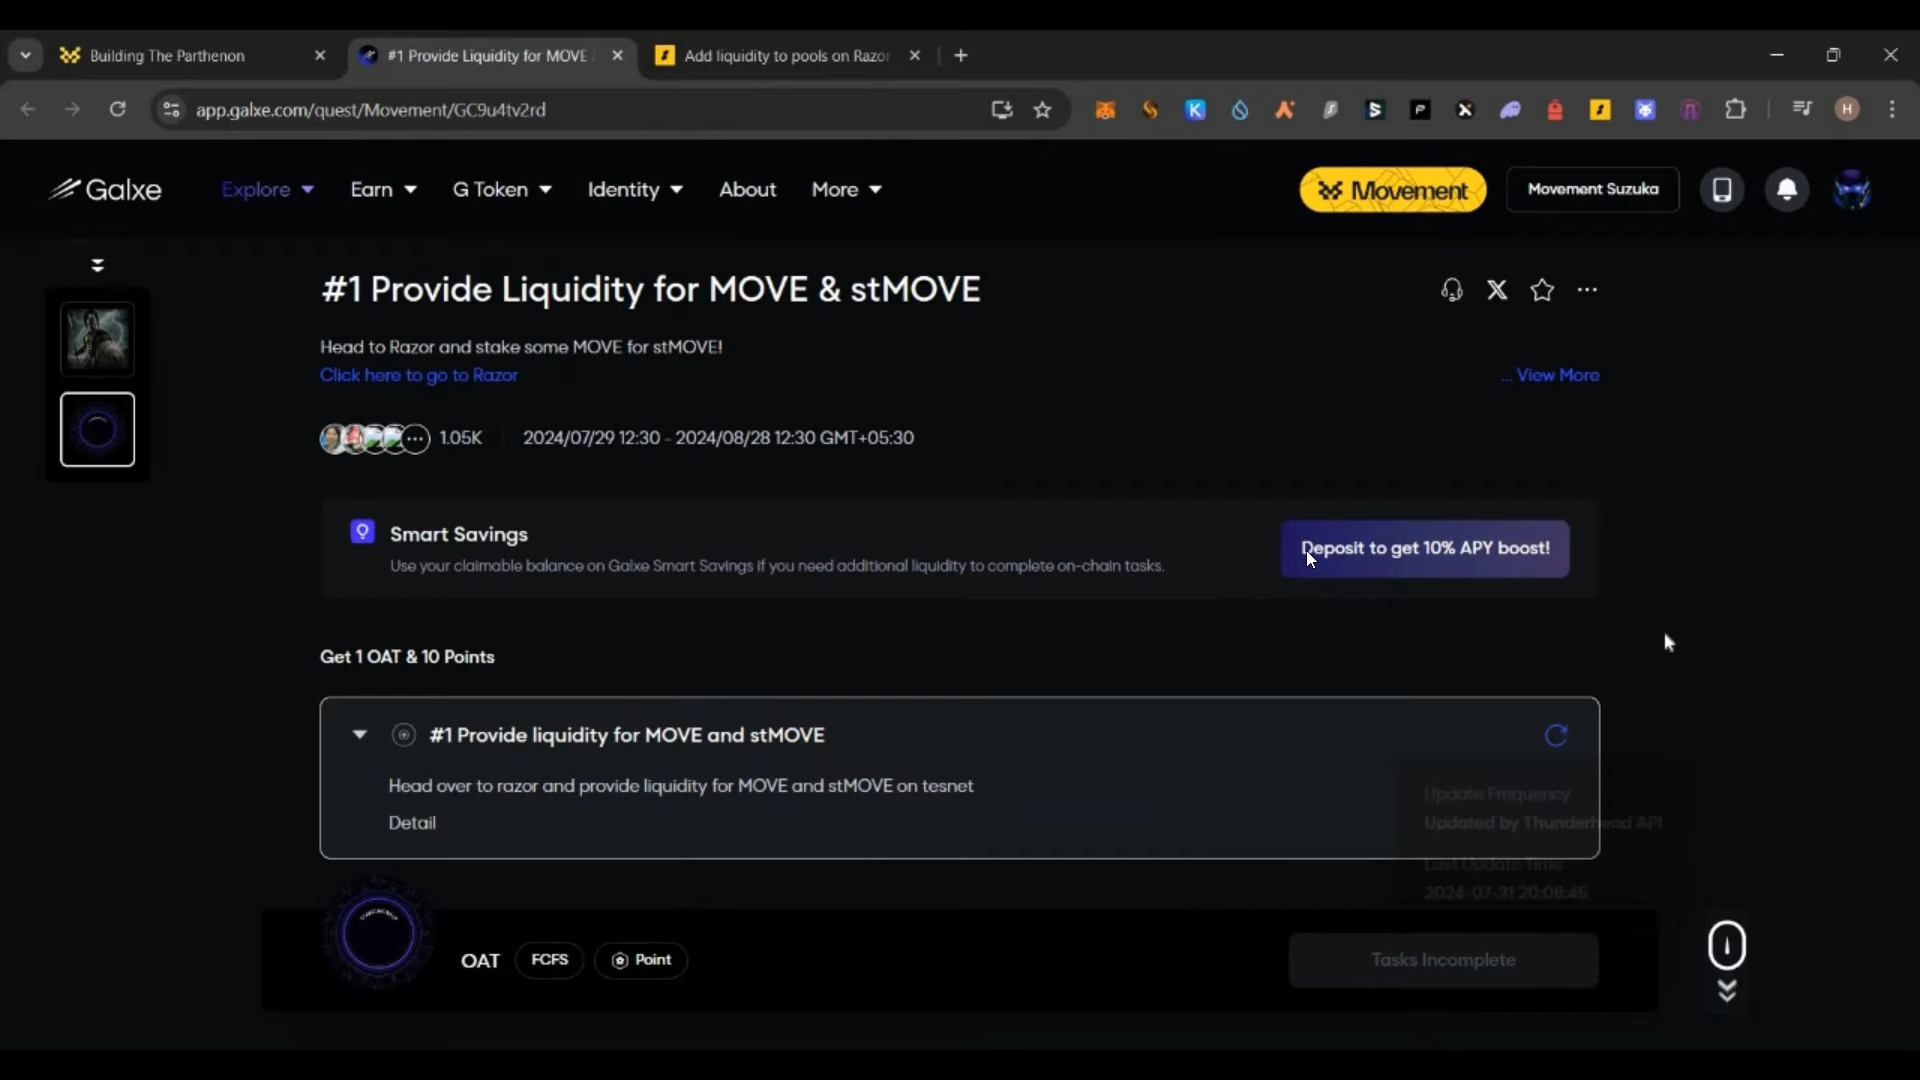 Building The Parthenon
#1 Provide Liquidity for MOVE
Add liquidity to pools on Razor
app.galxe.com/quest/Movement/GC9u4tv2rd
H
Galxe
Explore
Earn
G Token
Identity
About
More
Movement
Movement Suzuka
#1 Provide Liquidity for MOVE & stMOVE
Head to Razor and stake some MOVE for stMOVE!
Click here to go to Razor
... View More
1.05K
2024/07/29 12:30 - 2024/08/28 12:30 GMT+05:30
Smart Savings
Use your claimable balance on Galxe Smart Savings if you need additional liquidity to complete on-chain tasks.
Deposit to get 10% APY boost!
Get 1 OAT & 10 Points
#1 Provide liquidity for MOVE and stMOVE
Head over to razor and provide liquidity for MOVE and stMOVE on tesnet
Detail
Update Frequency
Updated by Thunderhead API
Last Update Time
2024-07-31 20:08:45
OAT
FCFS
Point
Tasks Incomplete